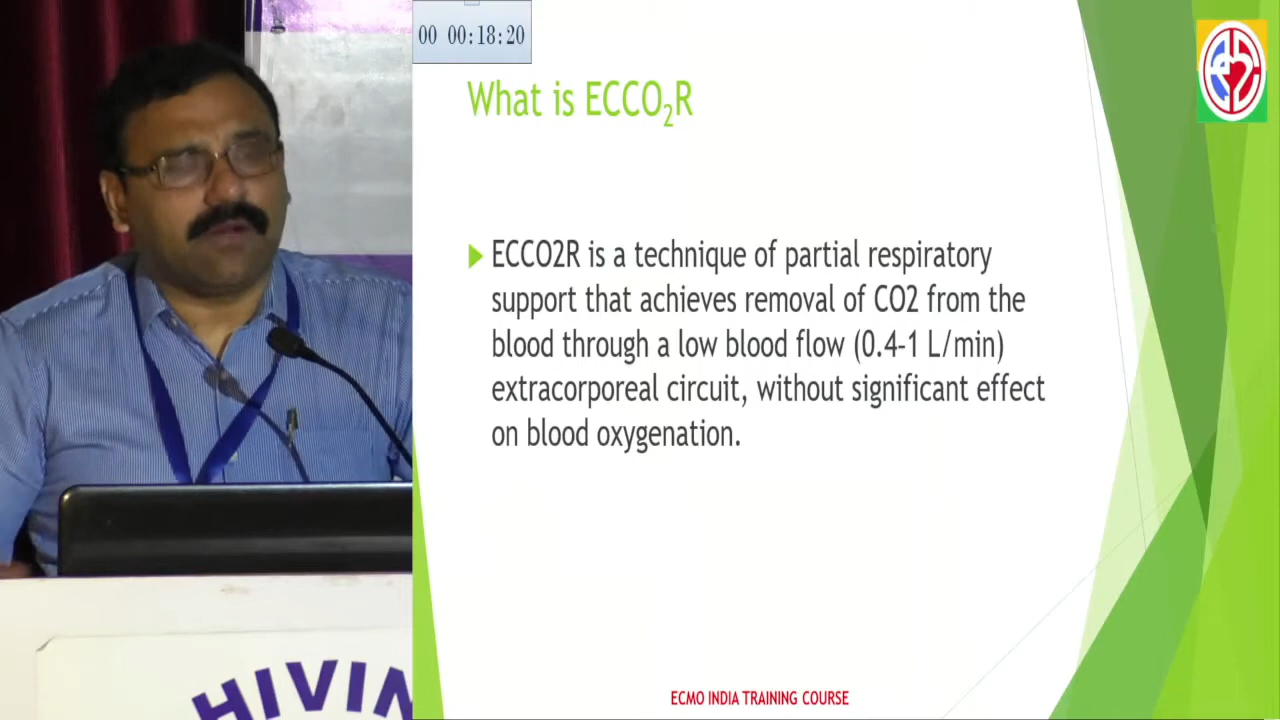 00 00:18:20
What is ECCO₂R
ECCO2R is a technique of partial respiratory
support that achieves removal of CO2 from the
blood through a low blood flow (0.4-1 L/min)
extracorporeal circuit, without significant effect
on blood oxygenation.
HIVIN
ECMO INDIA TRAINING COURSE